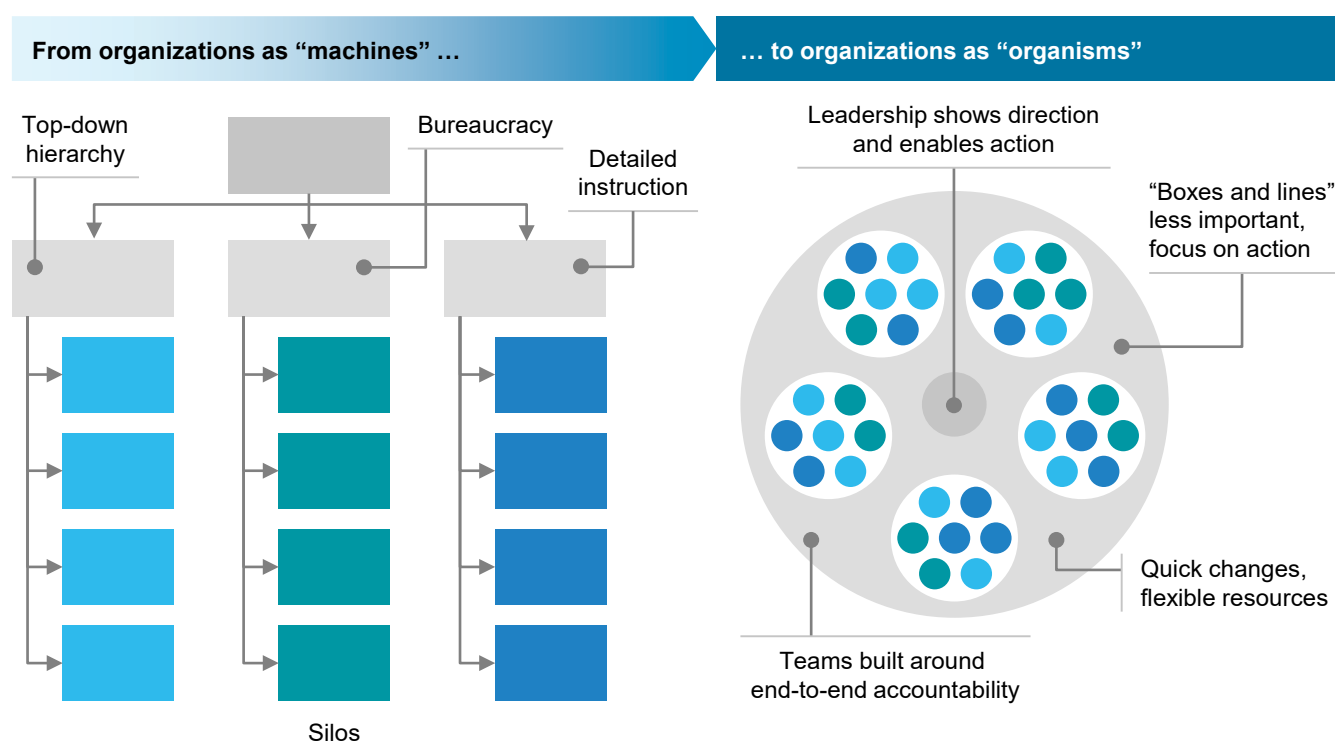 From organizations as “machines” …
… to organizations as “organisms”
Top-down
hierarchy
Bureaucracy
Detailed
instruction
Silos
Leadership shows direction
and enables action
“Boxes and lines”
less important,
focus on action
Quick changes,
flexible resources
Teams built around
end-to-end accountability